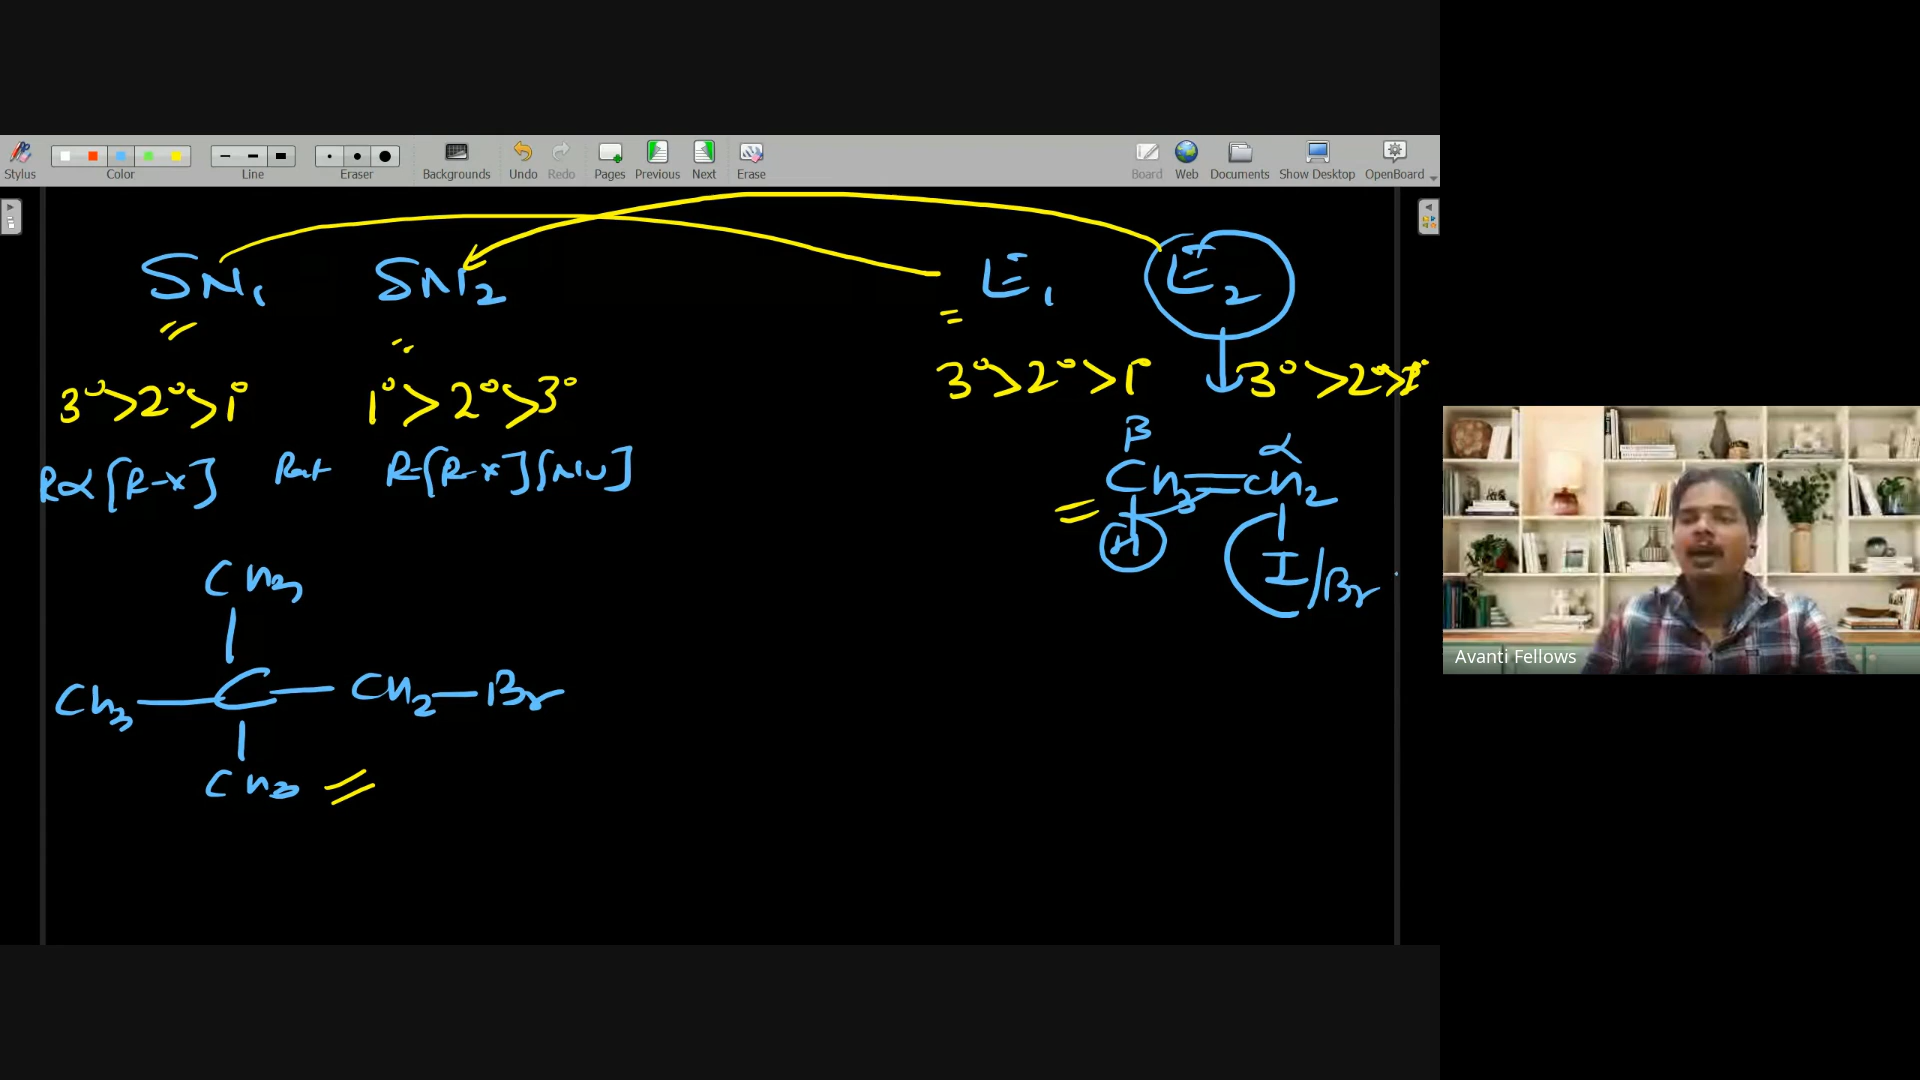 Stylus Color Line Eraser Backgrounds Undo Redo Pages Previous Next Erase Board Web Documents Show Desktop OpenBoard
SN1 SN2 E1 E2
3°>2°>1° 1°>2°>3° 3°>2°>1° 3°>2°>1°
R∝[R-x] Rat R=[R-x][Nu]
β α
CH3 CH2
H I/Br
CH3
CH3—C—CH2—Br
CH3
Avanti Fellows